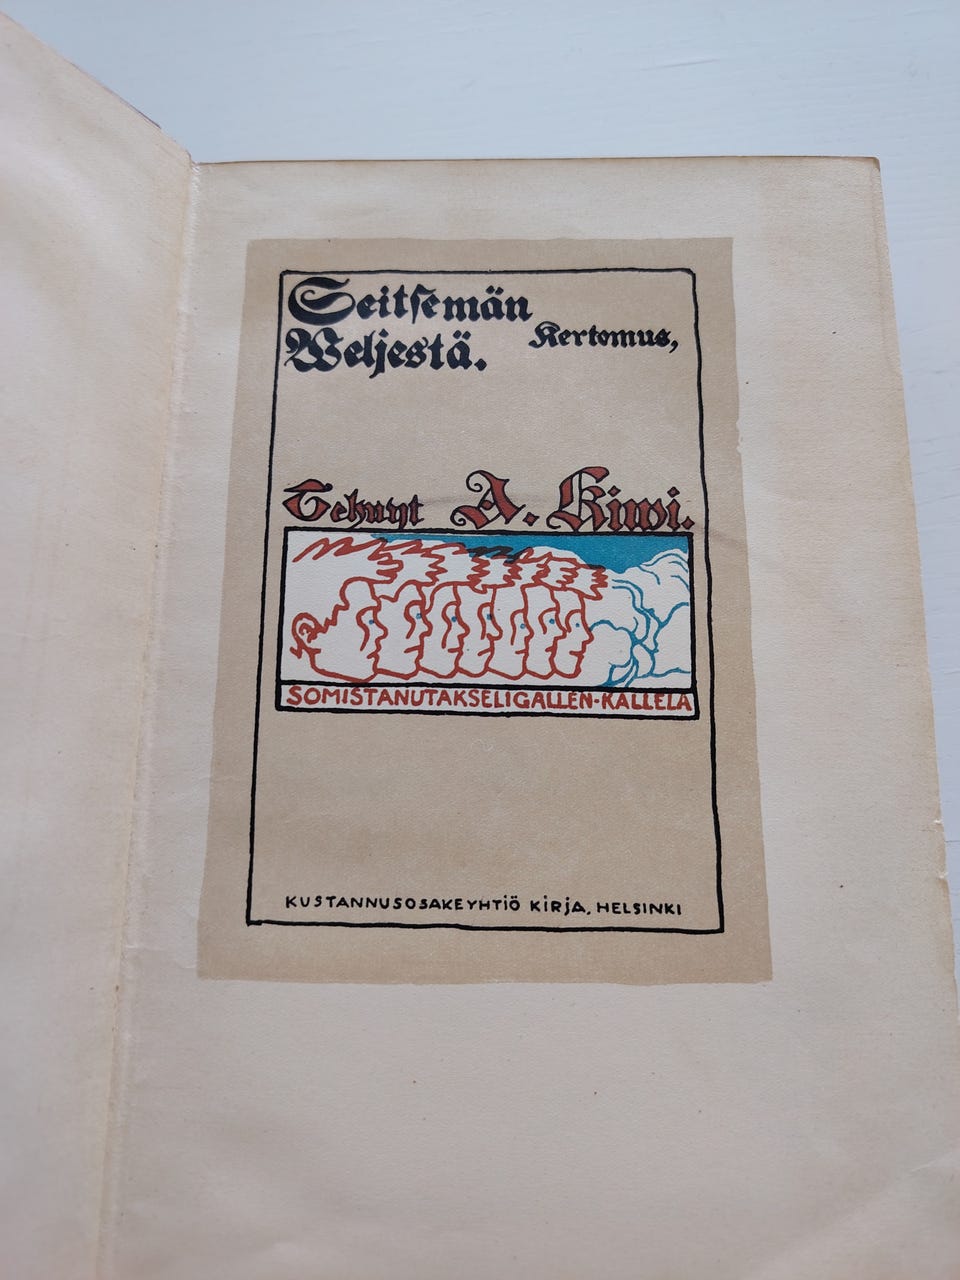 Seitſemän
Weljestä.
Kertomus,
Tehnyt A. Kiwi.
SOMISTANUT AKSELI GALLEN-KALLELA
KUSTANNUSOSAKEYHTIÖ KIRJA, HELSINKI